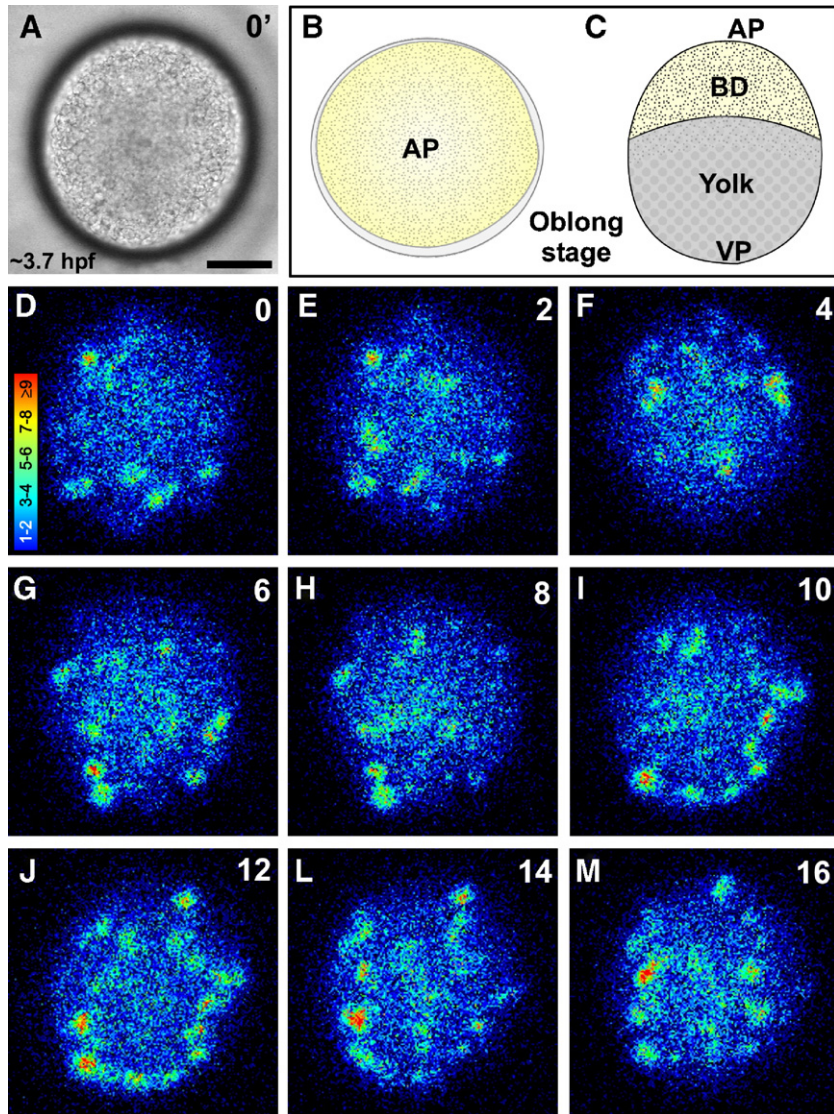 A 0'
~3.7 hpf
B
AP
Oblong
stage
C AP
BD
Yolk
VP
D 0
1-2 3-4 5-6 7-8 ≥9
E 2
F 4
G 6
H 8
I 10
J 12
L 14
M 16